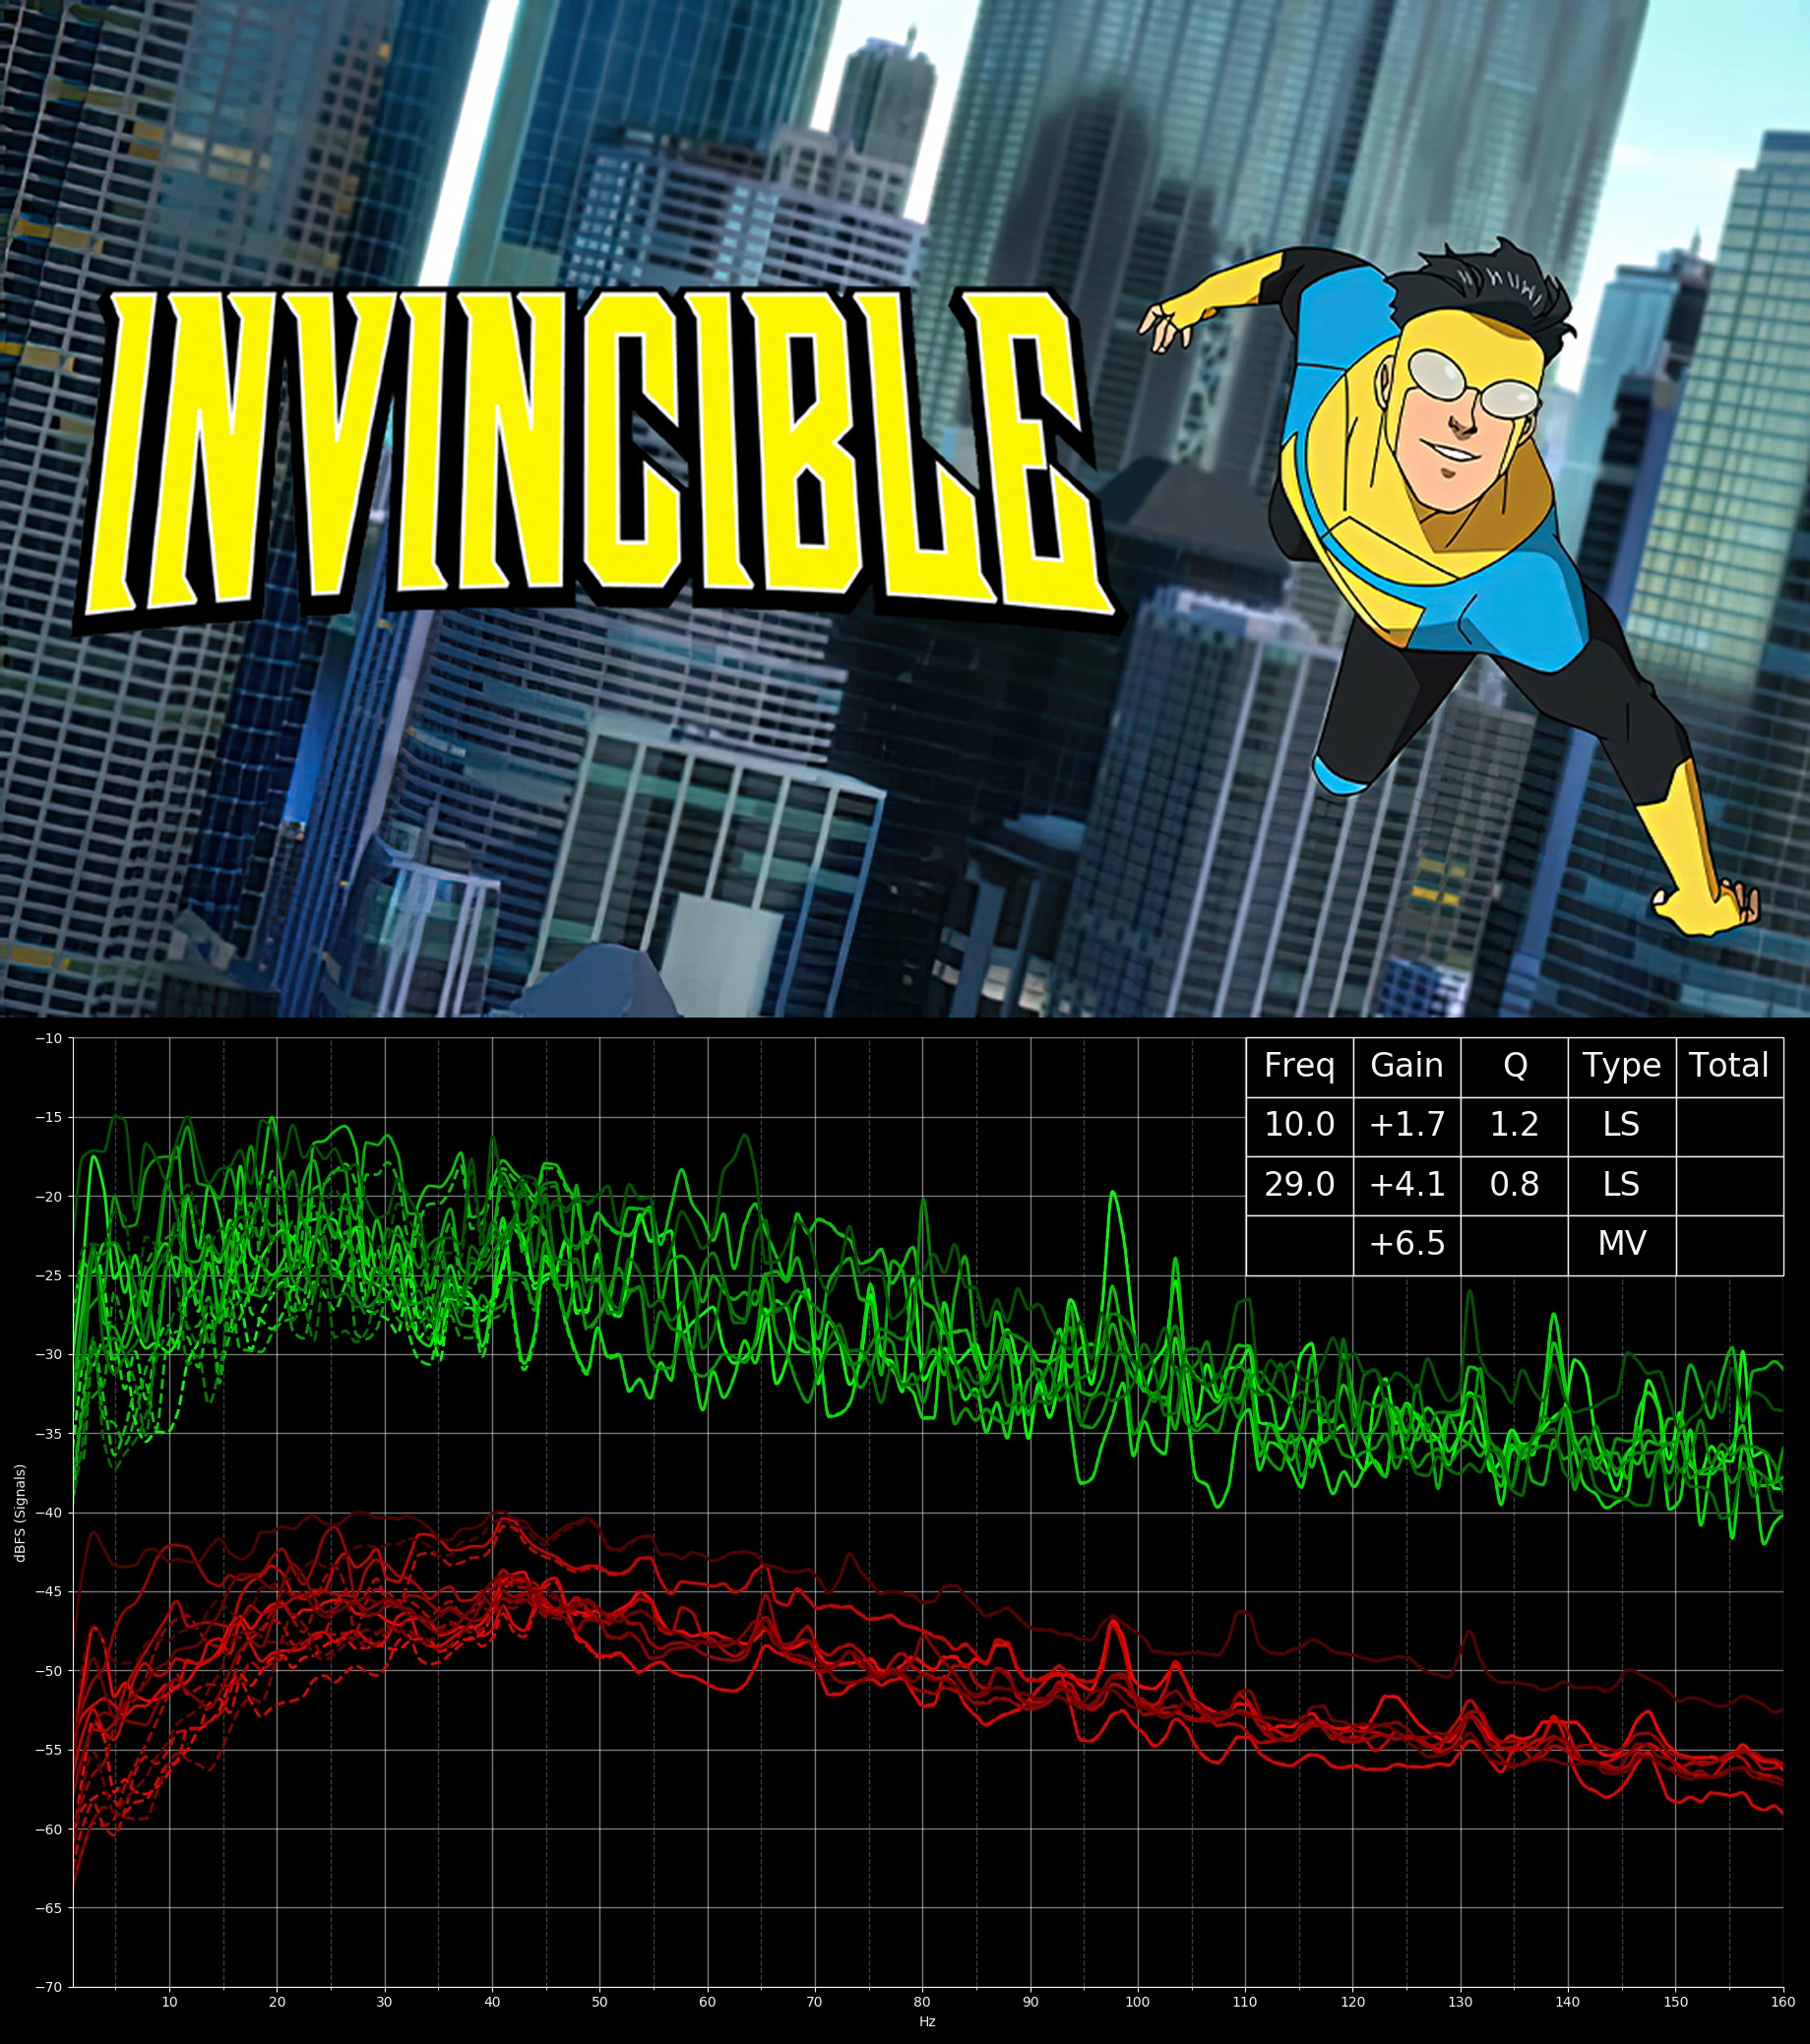 INVINCIBLE
Freq Gain Q Type Total
10.0 +1.7 1.2 LS
29.0 +4.1 0.8 LS
+6.5 MV
−10
−15
−20
−25
−30
−35
−40
−45
−50
−55
−60
−65
−70
dBFS (Signals)
10 20 30 40 50 60 70 80 90 100 110 120 130 140 150 160
Hz